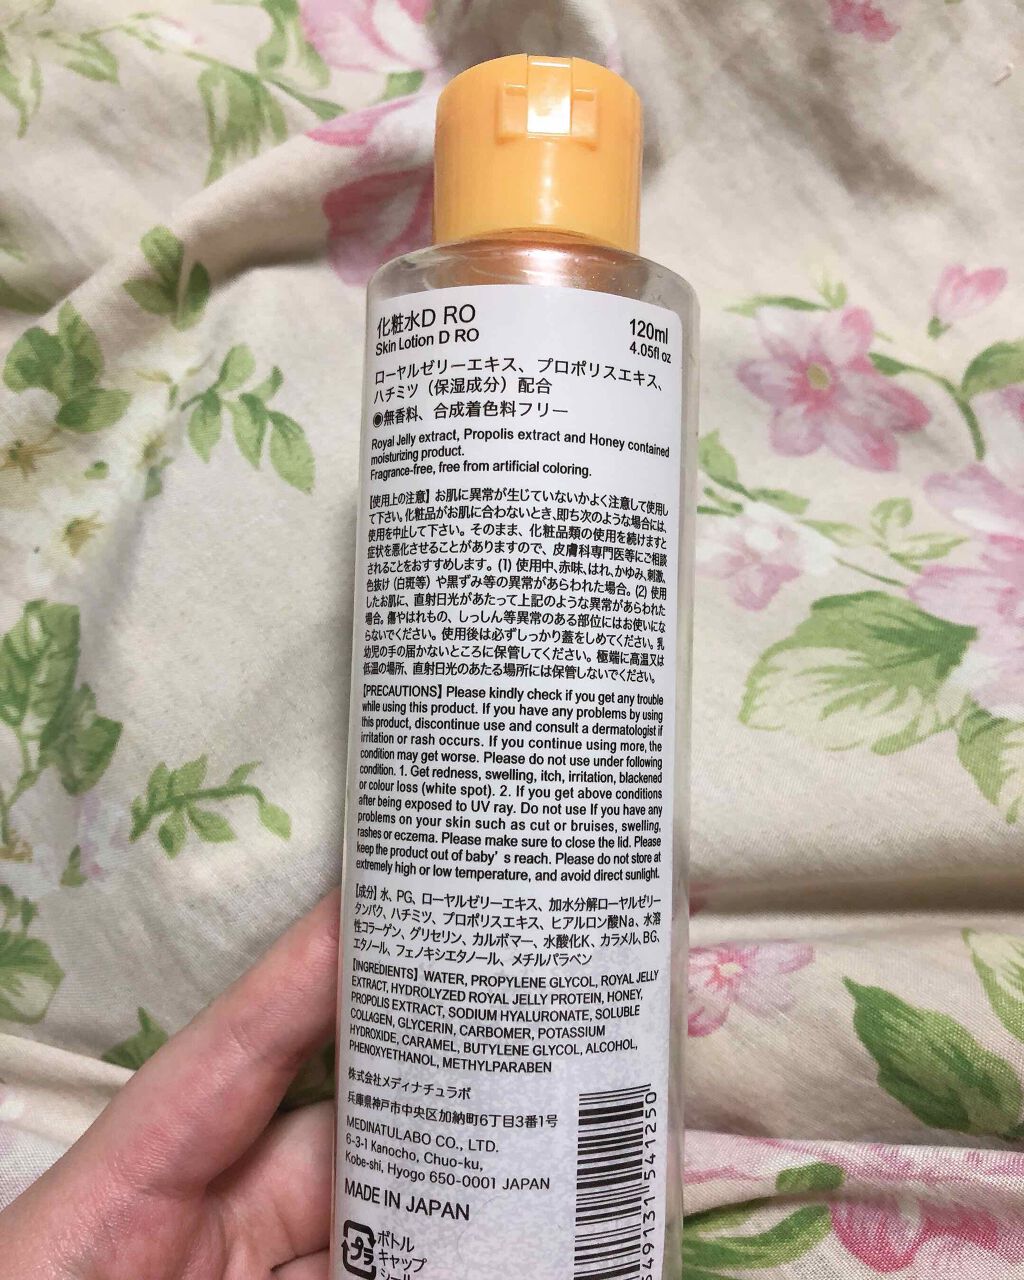 化粧水D RO
Skin Lotion D RO
120ml
4.05fl oz
ローヤルゼリーエキス、プロポリスエキス、
ハチミツ（保湿成分）配合
◉無香料、合成着色料フリー
Royal Jelly extract, Propolis extract and Honey contained
moisturizing product.
Fragrance-free, free from artificial coloring.
【使用上の注意】お肌に異常が生じていないかよく注意して使用し
て下さい。化粧品がお肌に合わないとき、即ち次のような場合には、
使用を中止して下さい。そのまま、化粧品類の使用を続けますと
症状を悪化させることがありますので、皮膚科専門医等にご相談
されることをおすすめします。(1) 使用中、赤味、はれ、かゆみ、刺激、
色抜け（白斑等）や黒ずみ等の異常があらわれた場合。(2) 使用
したお肌に、直射日光があたって上記のような異常があらわれた
場合。傷やはれもの、しっしん等異常のある部位にはお使いにな
らないでください。使用後は必ずしっかり蓋をしめてください。乳
幼児の手の届かないところに保管してください。極端に高温又は
低温の場所、直射日光のあたる場所には保管しないでください。
【PRECAUTIONS】Please kindly check if you get any trouble
while using this product. If you have any problems by using
this product, discontinue use and consult a dermatologist if
irritation or rash occurs. If you continue using more, the
condition may get worse. Please do not use under following
condition. 1. Get redness, swelling, itch, irritation, blackened
or colour loss (white spot). 2. If you get above conditions
after being exposed to UV ray. Do not use If you have any
problems on your skin such as cut or bruises, swelling,
rashes or eczema. Please make sure to close the lid. Please
keep the product out of baby’s reach. Please do not store at
extremely high or low temperature, and avoid direct sunlight.
【成分】水、PG、ローヤルゼリーエキス、加水分解ローヤルゼリー
タンパク、ハチミツ、プロポリスエキス、ヒアルロン酸Na、水溶
性コラーゲン、グリセリン、カルボマー、水酸化K、カラメル、BG、
エタノール、フェノキシエタノール、メチルパラベン
【INGREDIENTS】WATER, PROPYLENE GLYCOL, ROYAL JELLY
EXTRACT, HYDROLYZED ROYAL JELLY PROTEIN, HONEY,
PROPOLIS EXTRACT, SODIUM HYALURONATE, SOLUBLE
COLLAGEN, GLYCERIN, CARBOMER, POTASSIUM
HYDROXIDE, CARAMEL, BUTYLENE GLYCOL, ALCOHOL,
PHENOXYETHANOL, METHYLPARABEN
株式会社メディナチュラボ
兵庫県神戸市中央区加納町6丁目3番1号
MEDINATULABO CO., LTD.
6-3-1 Kanocho, Chuo-ku,
Kobe-shi, Hyogo 650-0001 JAPAN
MADE IN JAPAN
プラ
ボトル
キャップ
シール
549131 541250